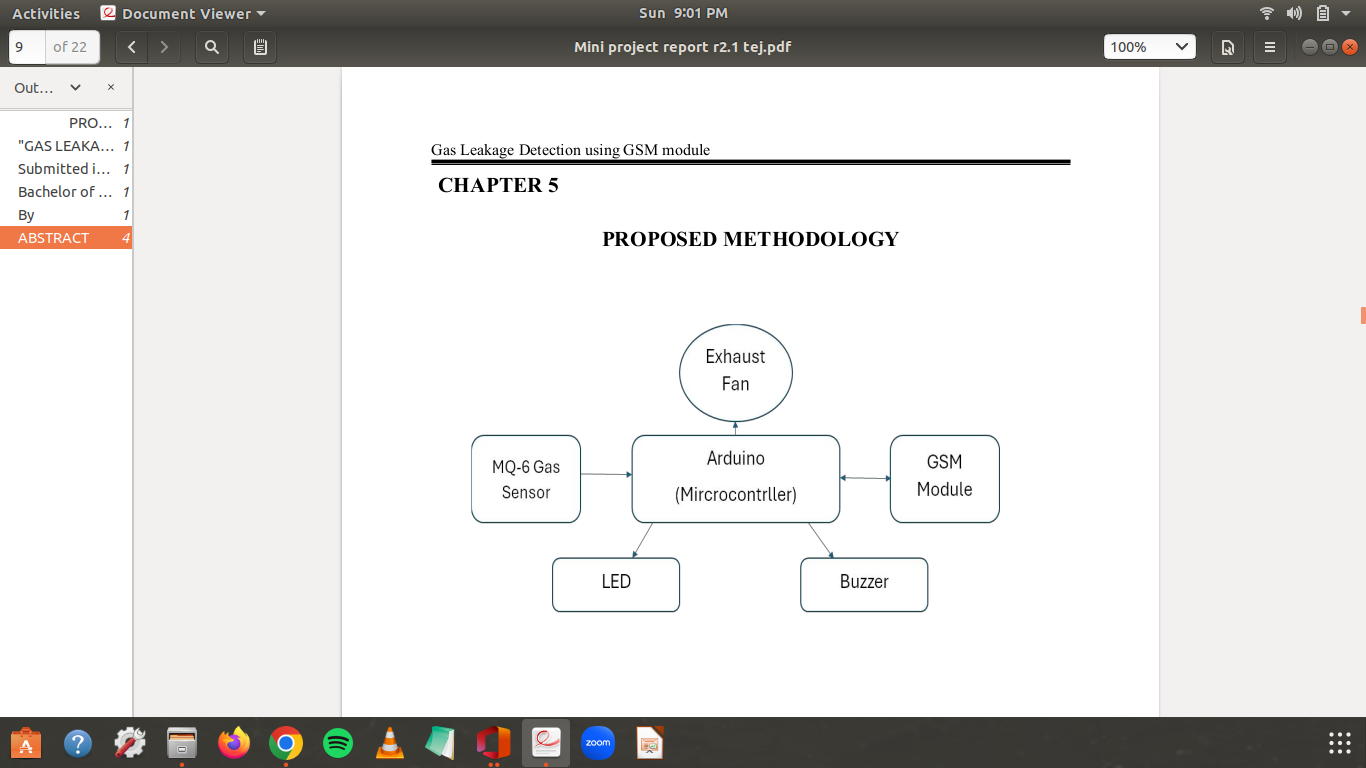 Activities
Document Viewer
Sun 9:01 PM
9
of 22
Mini project report r2.1 tej.pdf
100%
Out...
×
PRO... 1
"GAS LEAKA... 1
Submitted i... 1
Bachelor of ... 1
By 1
ABSTRACT 4
Gas Leakage Detection using GSM module
CHAPTER 5
PROPOSED METHODOLOGY
Exhaust
Fan
MQ-6 Gas
Sensor
Arduino
(Mircrocontrller)
GSM
Module
LED
Buzzer
zoom